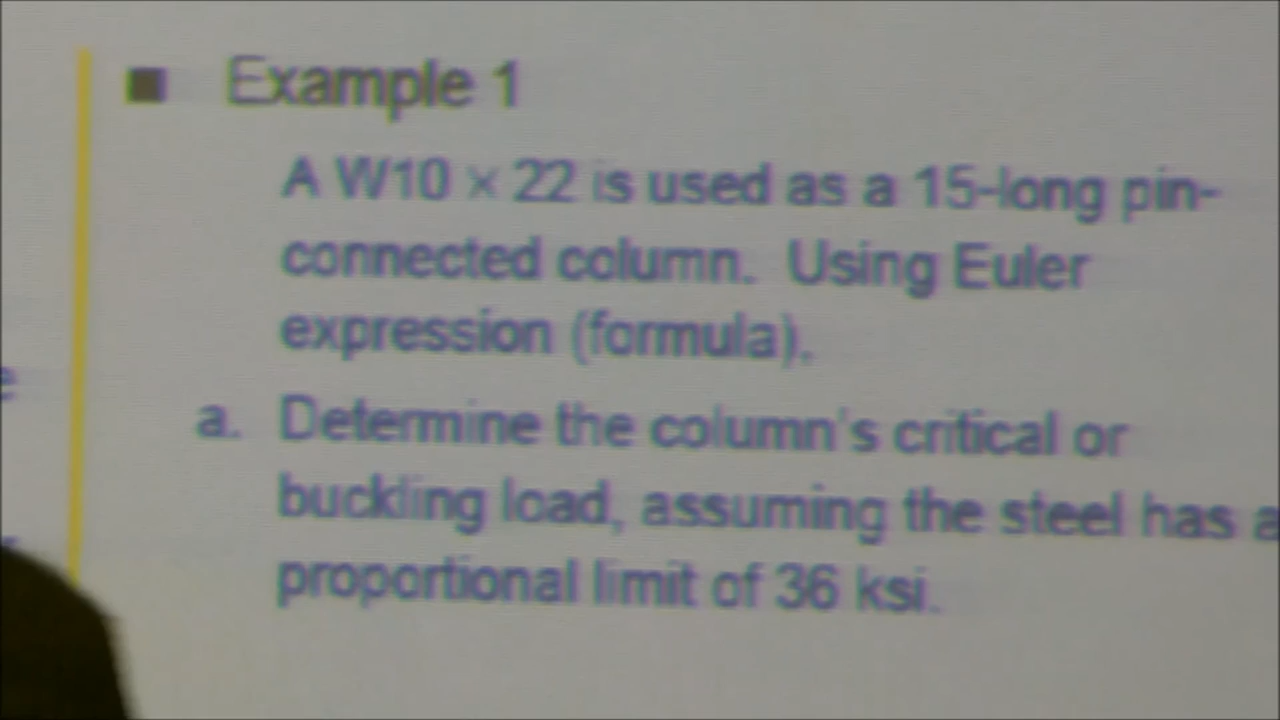 Example 1
A W10 × 22 is used as a 15-long pin-
connected column. Using Euler
expression (formula).
a. Determine the column's critical or
buckling load, assuming the steel has a
proportional limit of 36 ksi.